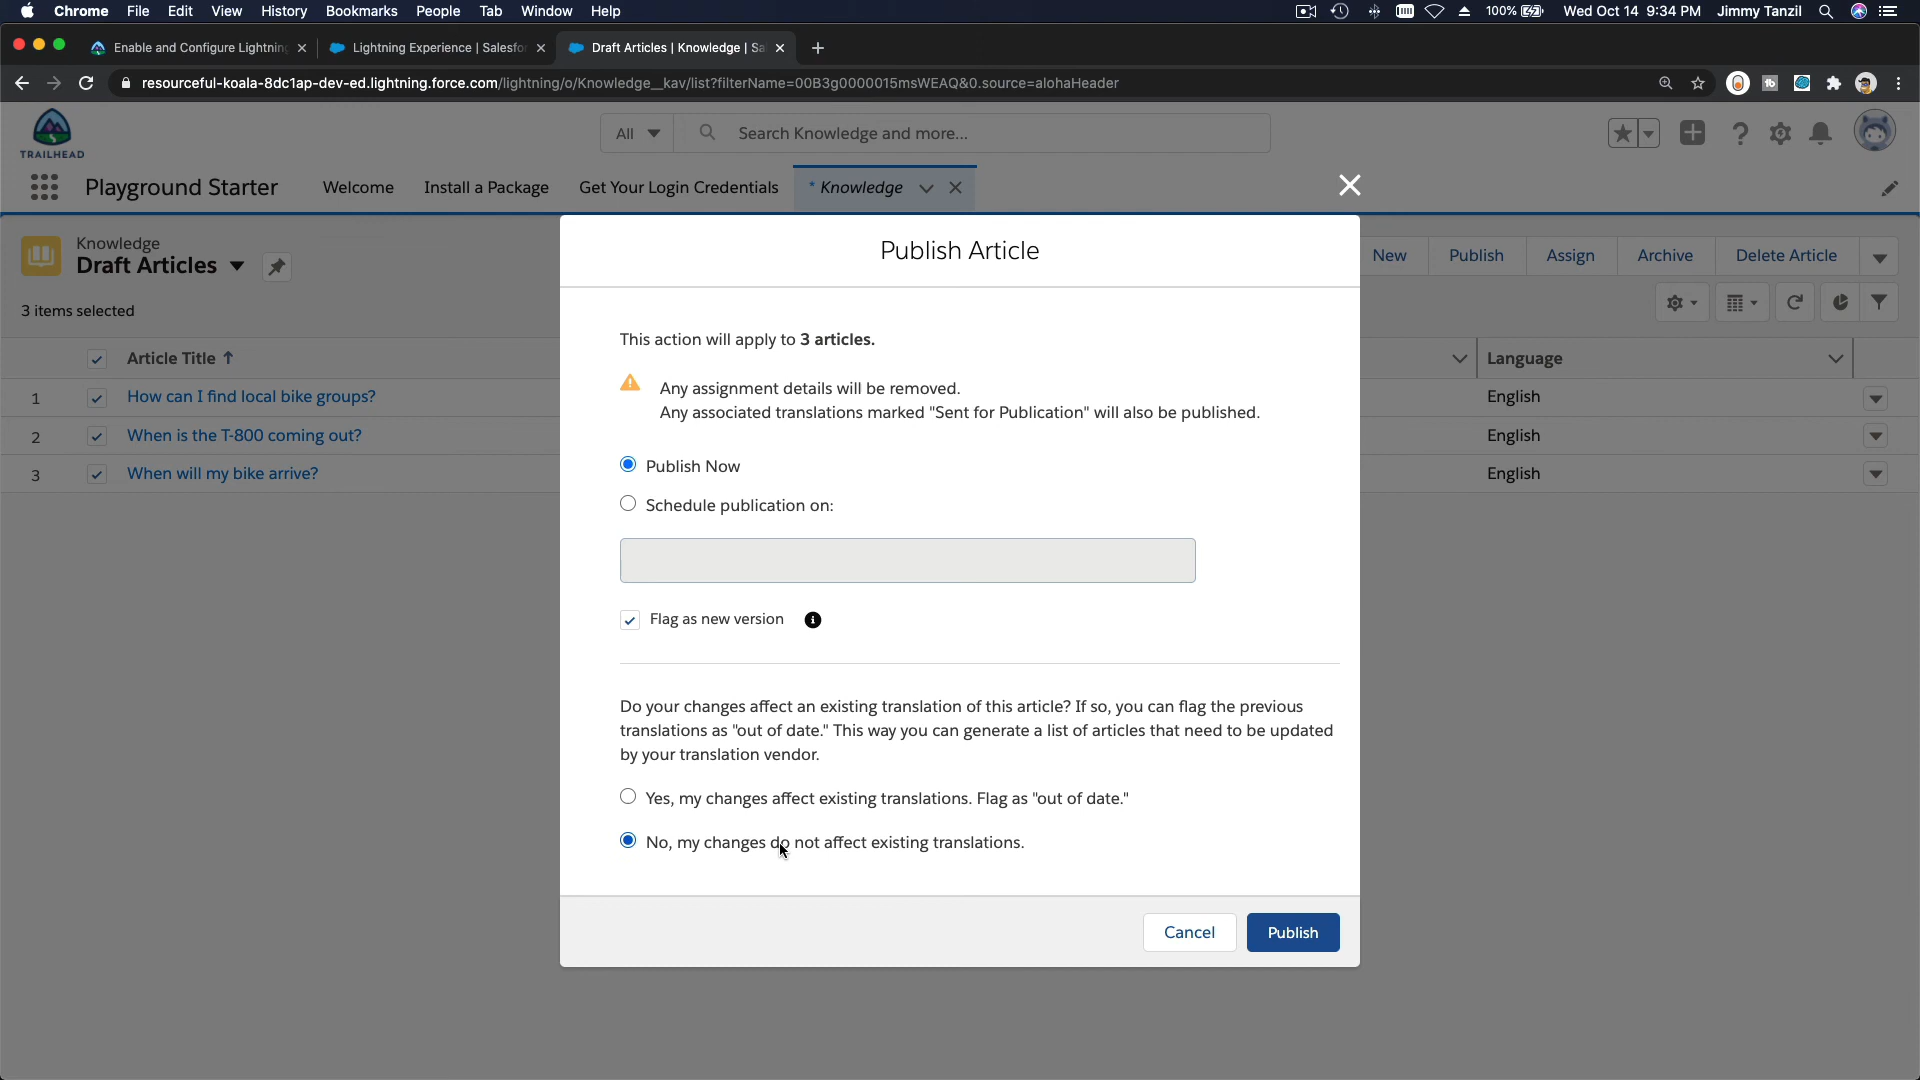 Chrome File Edit View History Bookmarks People Tab Window Help 100% Wed Oct 14 9:34 PM Jimmy Tanzil
Enable and Configure Lightning Lightning Experience | Salesfo Draft Articles | Knowledge | Sa
resourceful-koala-8dc1ap-dev-ed.lightning.force.com/lightning/o/Knowledge__kav/list?filterName=00B3g0000015msWEAQ&0.source=alohaHeader
TRAILHEAD
All Search Knowledge and more...
Playground Starter Welcome Install a Package Get Your Login Credentials * Knowledge
Knowledge
Draft Articles
New Publish Assign Archive Delete Article
3 items selected
Article Title Language
1 How can I find local bike groups? English
2 When is the T-800 coming out? English
3 When will my bike arrive? English
Publish Article
This action will apply to 3 articles.
Any assignment details will be removed.
Any associated translations marked "Sent for Publication" will also be published.
Publish Now
Schedule publication on:
Flag as new version
Do your changes affect an existing translation of this article? If so, you can flag the previous
translations as "out of date." This way you can generate a list of articles that need to be updated
by your translation vendor.
Yes, my changes affect existing translations. Flag as "out of date."
No, my changes do not affect existing translations.
Cancel Publish